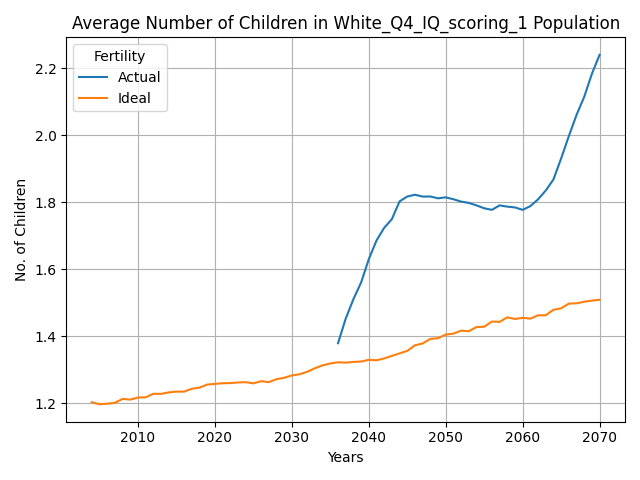 Average Number of Children in White_Q4_IQ_scoring_1 Population
Fertility
Actual
Ideal
No. of Children
2.2
2.0
1.8
1.6
1.4
1.2
2010 2020 2030 2040 2050 2060 2070
Years